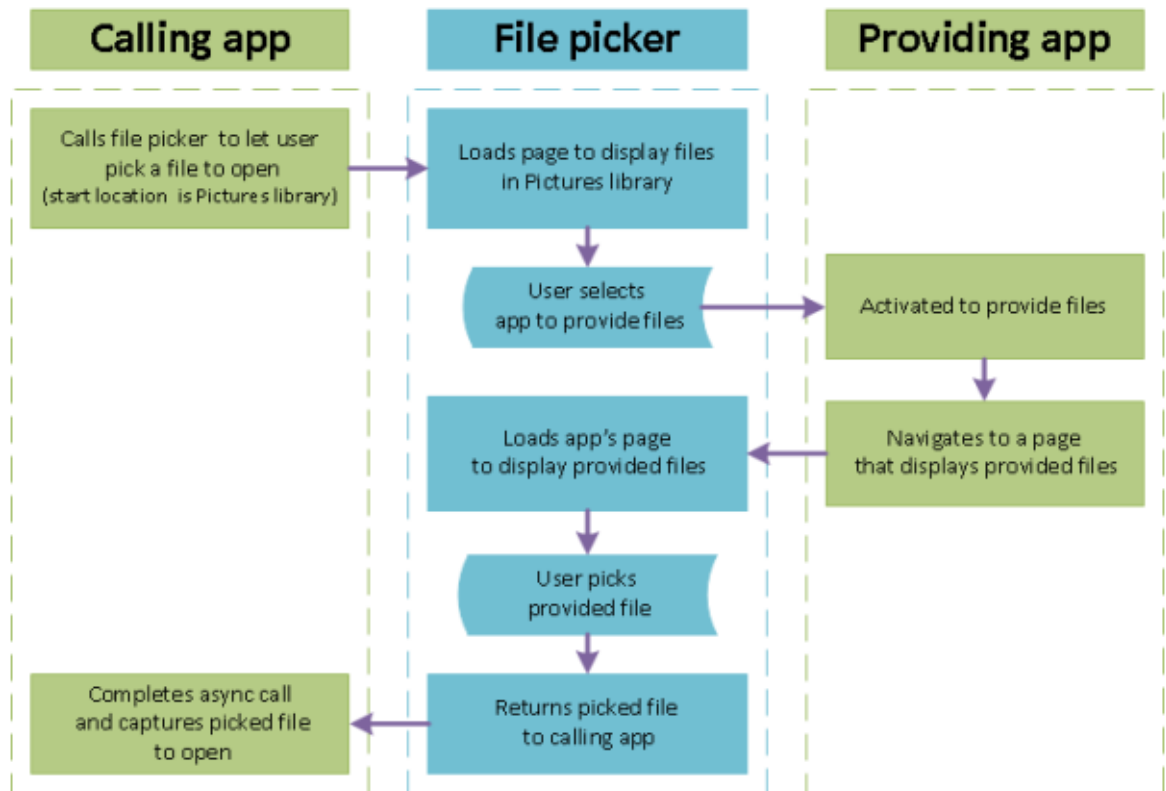 Calling app
File picker
Providing app
Calls file picker to let user
pick a file to open
(start location is Pictures library)
Loads page to display files
in Pictures library
User selects
app to provide files
Activated to provide files
Loads app's page
to display provided files
Navigates to a page
that displays provided files
User picks
provided file
Completes async call
and captures picked file
to open
Returns picked file
to calling app